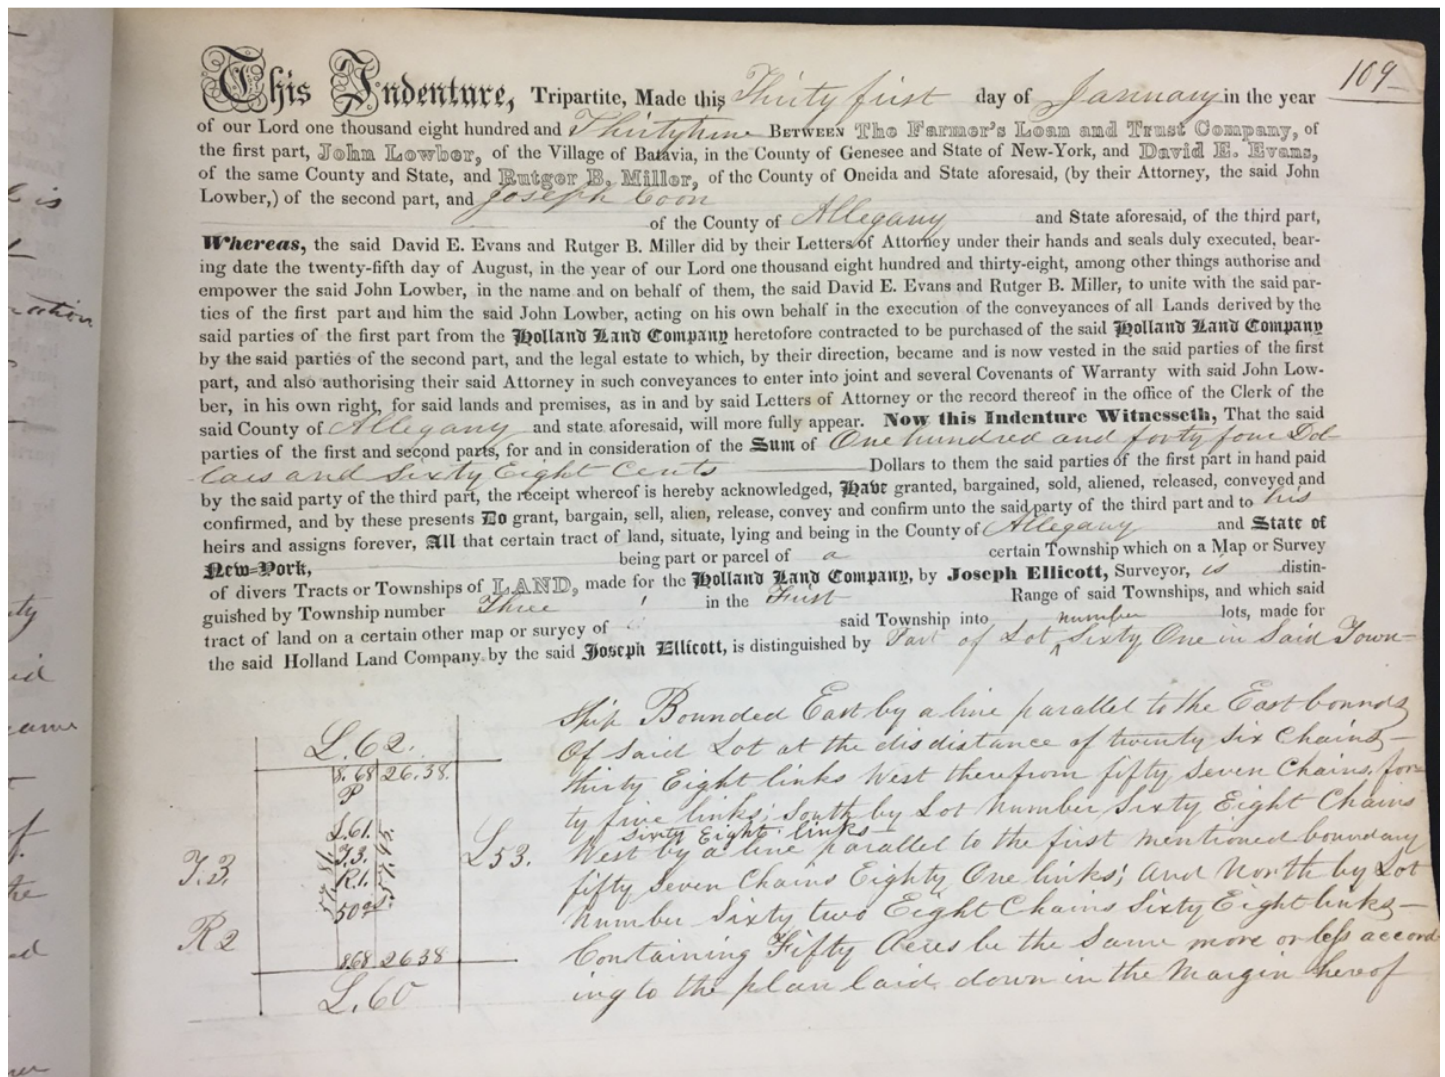 109
This Indenture, Tripartite, Made this Thirty first day of January in the year
of our Lord one thousand eight hundred and Thirtynine BETWEEN The Farmer's Loan and Trust Company, of
the first part, John Lowber, of the Village of Batavia, in the County of Genesee and State of New-York, and David E. Evans,
of the same County and State, and Rutger B. Miller, of the County of Oneida and State aforesaid, (by their Attorney, the said John
Lowber,) of the second part, and Joseph Coon
of the County of Allegany and State aforesaid, of the third part,
Whereas, the said David E. Evans and Rutger B. Miller did by their Letters of Attorney under their hands and seals duly executed, bear-
ing date the twenty-fifth day of August, in the year of our Lord one thousand eight hundred and thirty-eight, among other things authorise and
empower the said John Lowber, in the name and on behalf of them, the said David E. Evans and Rutger B. Miller, to unite with the said par-
ties of the first part and him the said John Lowber, acting on his own behalf in the execution of the conveyances of all Lands derived by the
said parties of the first part from the Holland Land Company heretofore contracted to be purchased of the said Holland Land Company
by the said parties of the second part, and the legal estate to which, by their direction, became and is now vested in the said parties of the first
part, and also authorising their said Attorney in such conveyances to enter into joint and several Covenants of Warranty with said John Low-
ber, in his own right, for said lands and premises, as in and by said Letters of Attorney or the record thereof in the office of the Clerk of the
said County of Allegany and state aforesaid, will more fully appear. Now this Indenture Witnesseth, That the said
parties of the first and second parts, for and in consideration of the Sum of One hundred and forty four Dol-
lars and Sixty Eight Cents Dollars to them the said parties of the first part in hand paid
by the said party of the third part, the receipt whereof is hereby acknowledged, Have granted, bargained, sold, aliened, released, conveyed and
confirmed, and by these presents Do grant, bargain, sell, alien, release, convey and confirm unto the said party of the third part and to his
heirs and assigns forever, All that certain tract of land, situate, lying and being in the County of Allegany and State of
New-York, being part or parcel of a certain Township which on a Map or Survey
of divers Tracts or Townships of LAND, made for the Holland Land Company, by Joseph Ellicott, Surveyor, is distin-
guished by Township number Three in the First Range of said Townships, and which said
tract of land on a certain other map or survey of said Township into lots, made for
the said Holland Land Company by the said Joseph Ellicott, is distinguished by Part of Lot number Sixty One in Said Town-
Ship Bounded East by a line parallel to the East bounds
Of Said Lot at the disdistance of twenty Six Chains
thirty Eight links West therefrom fifty Seven Chains for-
ty five links; South by Lot Number Sixty Eight Chains
Sixty Eight links
West by a line parallel to the first mentioned boundary
fifty Seven Chains Eighty One links; And North by Lot
Number Sixty two Eight Chains Sixty Eight links
Containing Fifty Acres be the Same more or less accord-
ing to the plan laid down in the Margin hereof
L. 62.
8.68 26.38.
P
L.61.
T.3.
R.1.
50a
57.81
57.45.
L53.
T.3.
R2
8.68 26 38
L. 60